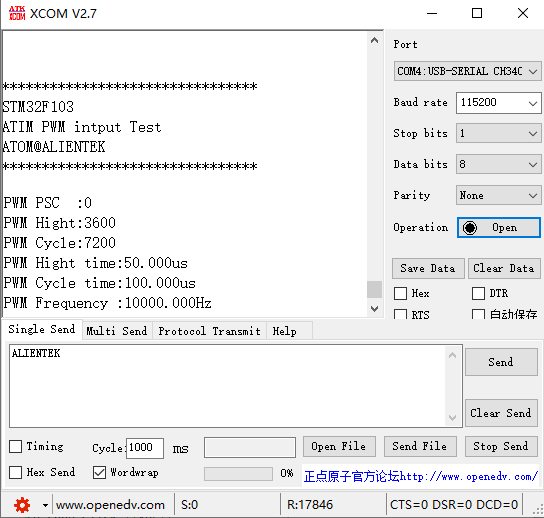 ATK
XCOM
XCOM V2.7
**********************************
STM32F103
ATIM PWM intput Test
ATOM@ALIENTEK
**********************************
PWM PSC  :0
PWM Hight:3600
PWM Cycle:7200
PWM Hight time:50.000us
PWM Cycle time:100.000us
PWM Frequency :10000.000Hz
Port
COM4:USB-SERIAL CH340
Baud rate 115200
Stop bits 1
Data bits 8
Parity None
Operation Open
Save Data Clear Data
Hex DTR
RTS 自动保存
Single Send Multi Send Protocol Transmit Help
ALIENTEK
Send
Clear Send
Timing Cycle: 1000 ms Open File Send File Stop Send
Hex Send Wordwrap 0% 正点原子官方论坛http://www.openedv.com/
www.openedv.com S:0 R:17846 CTS=0 DSR=0 DCD=0